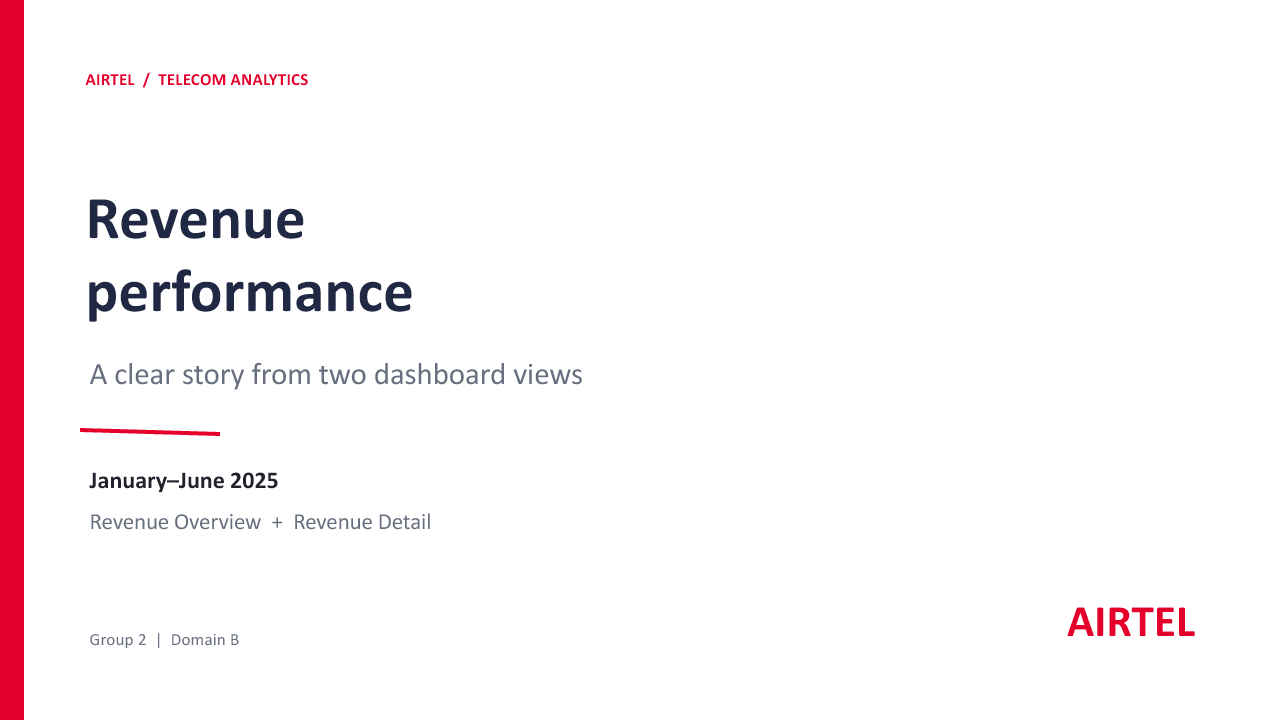 AIRTEL / TELECOM ANALYTICS
Revenue
performance
A clear story from two dashboard views
January–June 2025
Revenue Overview + Revenue Detail
Group 2 | Domain B
AIRTEL